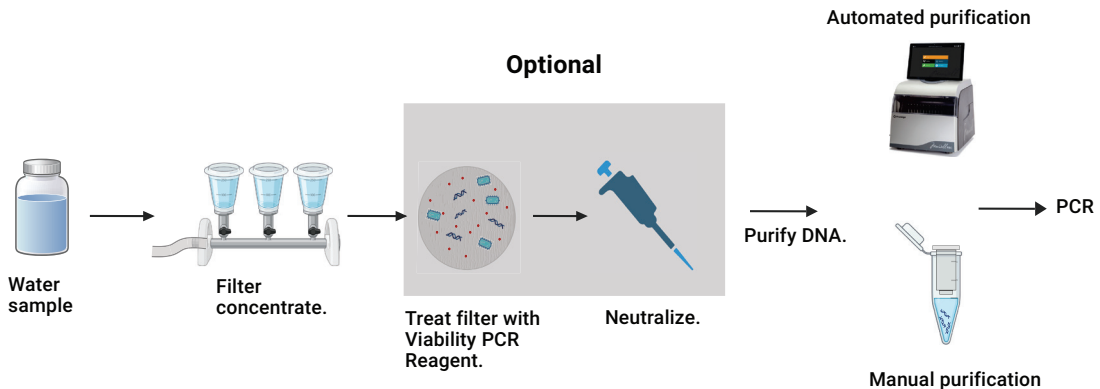 Automated purification
Optional
Water
sample
Filter
concentrate.
Treat filter with
Viability PCR
Reagent.
Neutralize.
Purify DNA.
PCR
Manual purification